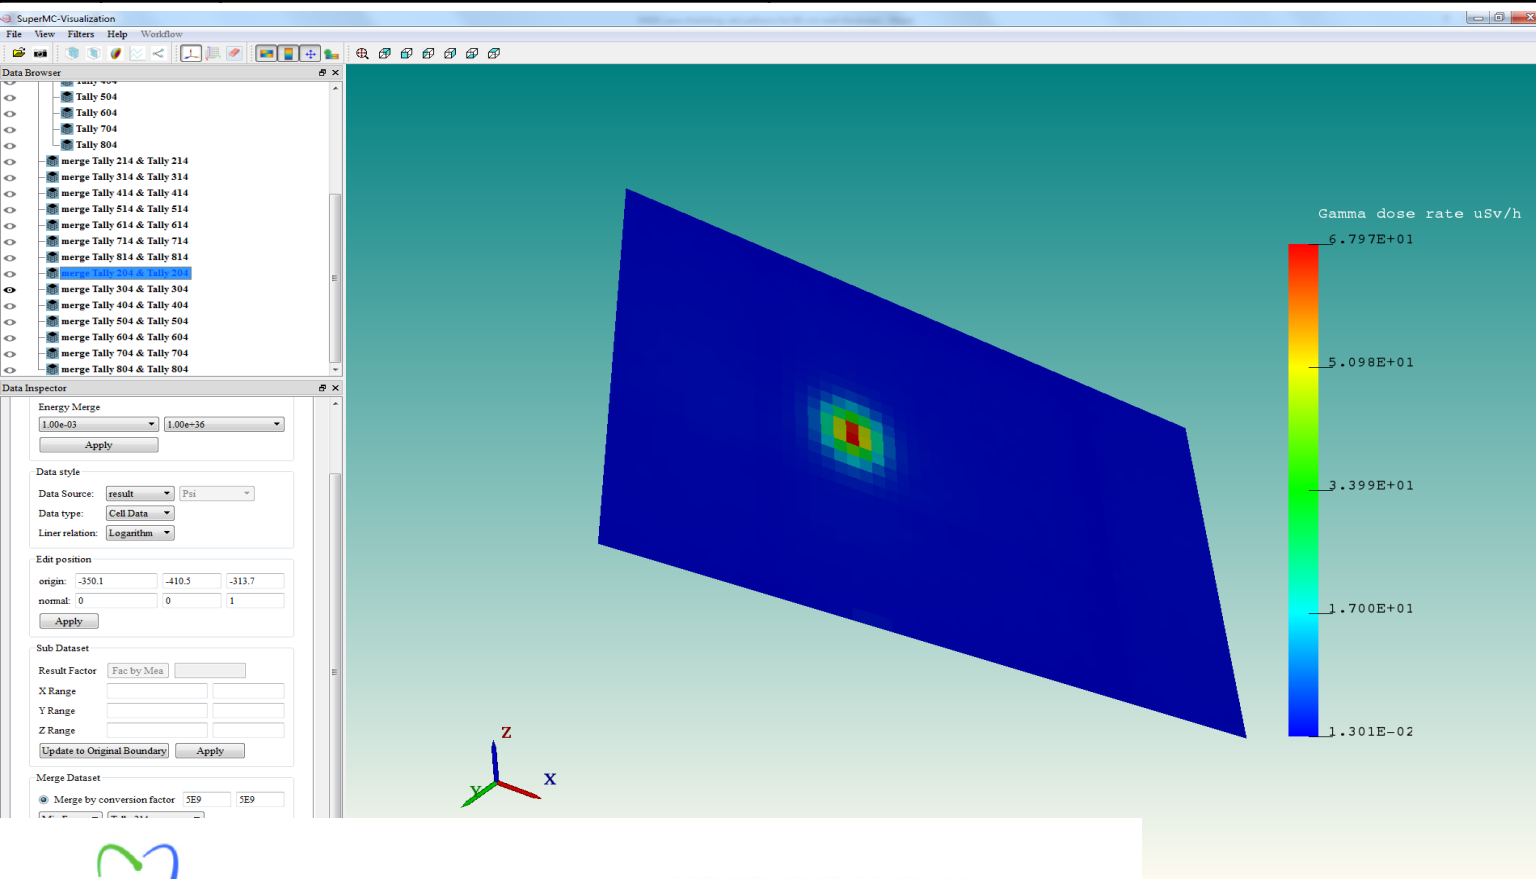 SuperMC-Visualization
File View Filters Help Workflow
Data Browser
Tally 504
Tally 604
Tally 704
Tally 804
merge Tally 214 & Tally 214
merge Tally 314 & Tally 314
merge Tally 414 & Tally 414
merge Tally 514 & Tally 514
merge Tally 614 & Tally 614
merge Tally 714 & Tally 714
merge Tally 814 & Tally 814
merge Tally 204 & Tally 204
merge Tally 304 & Tally 304
merge Tally 404 & Tally 404
merge Tally 504 & Tally 504
merge Tally 604 & Tally 604
merge Tally 704 & Tally 704
merge Tally 804 & Tally 804
Data Inspector
Energy Merge
1.00e-03 1.00e+36
Apply
Data style
Data Source: result Psi
Data type: Cell Data
Liner relation: Logarithm
Edit position
origin: -350.1 -410.5 -313.7
normal: 0 0 1
Apply
Sub Dataset
Result Factor Fac by Mea
X Range
Y Range
Z Range
Update to Original Boundary Apply
Merge Dataset
Merge by conversion factor 5E9 5E9
Gamma dose rate uSv/h
6.797E+01
5.098E+01
3.399E+01
1.700E+01
1.301E-02
Z
X
Y